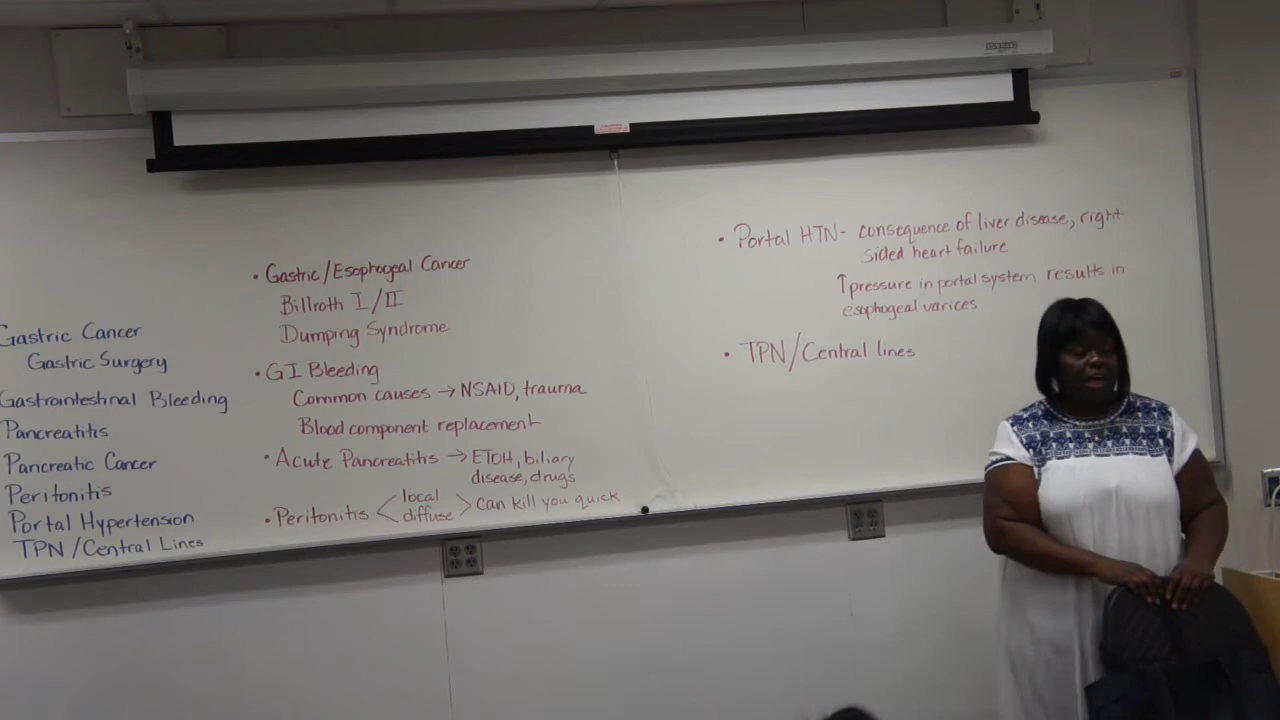 Gastric Cancer
Gastric Surgery
Gastrointestinal Bleeding
Pancreatitis
Pancreatic Cancer
Peritonitis
Portal Hypertension
TPN/Central Lines
• Gastric/Esophageal Cancer
Billroth I/II
Dumping Syndrome
• GI Bleeding
Common causes → NSAID, trauma
Blood component replacement
• Acute Pancreatitis → ETOH, biliary
disease, drugs
• Peritonitis < local
diffuse > can kill you quick
• Portal HTN- consequence of liver disease, right
sided heart failure
↑pressure in portal system results in
esophogeal varices
• TPN/Central lines